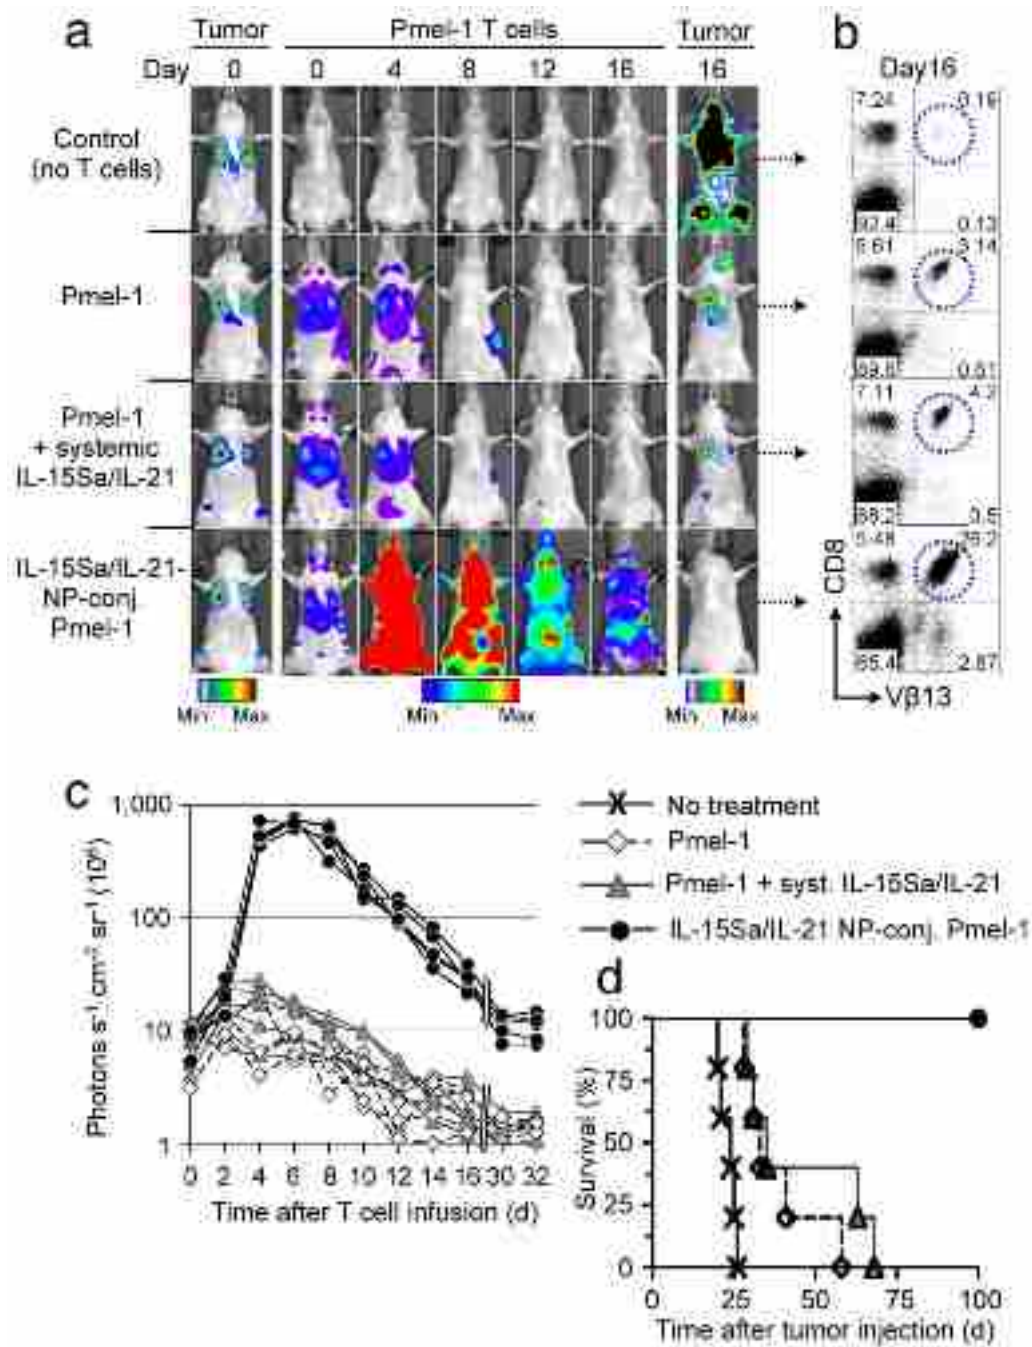 a
Tumor Pmel-1 T cells Tumor
Day 0 0 4 8 12 16 16
Control
(no T cells)
Pmel-1
Pmel-1
+ systemic
IL-15Sa/IL-21
IL-15Sa/IL-21-
NP-conj.
Pmel-1
Min Max
Min Max
Min Max
b
Day16
7.24
0.13
5.61 3.14
0.51
7.11
0.5
5.48
2.87
CD8
Vβ13
c
1,000
100
10
1
Photons s⁻¹ cm⁻² sr⁻¹ (10⁶)
0 2 4 6 8 10 12 14 16 30 32
Time after T cell infusion (d)
No treatment
Pmel-1
Pmel-1 + syst. IL-15Sa/IL-21
IL-15Sa/IL-21 NP-conj. Pmel-1
d
100
75
50
25
0
Survival (%)
0 25 50 75 100
Time after tumor injection (d)